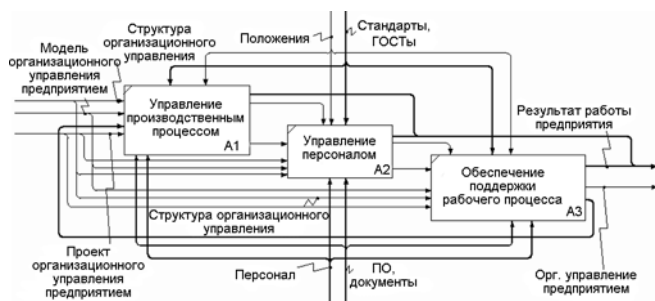 Структура
организационного
управления
Модель
организационного
управления
предприятием
Положения
Стандарты,
ГОСТы
Управление
производственным
процессом
A1
Управление
персоналом
A2
Результат работы
предприятия
Обеспечение
поддержки
рабочего процесса
A3
Структура организационного
управления
Проект
организационного
управления
предприятием
Персонал
ПО,
документы
Орг. управление
предприятием